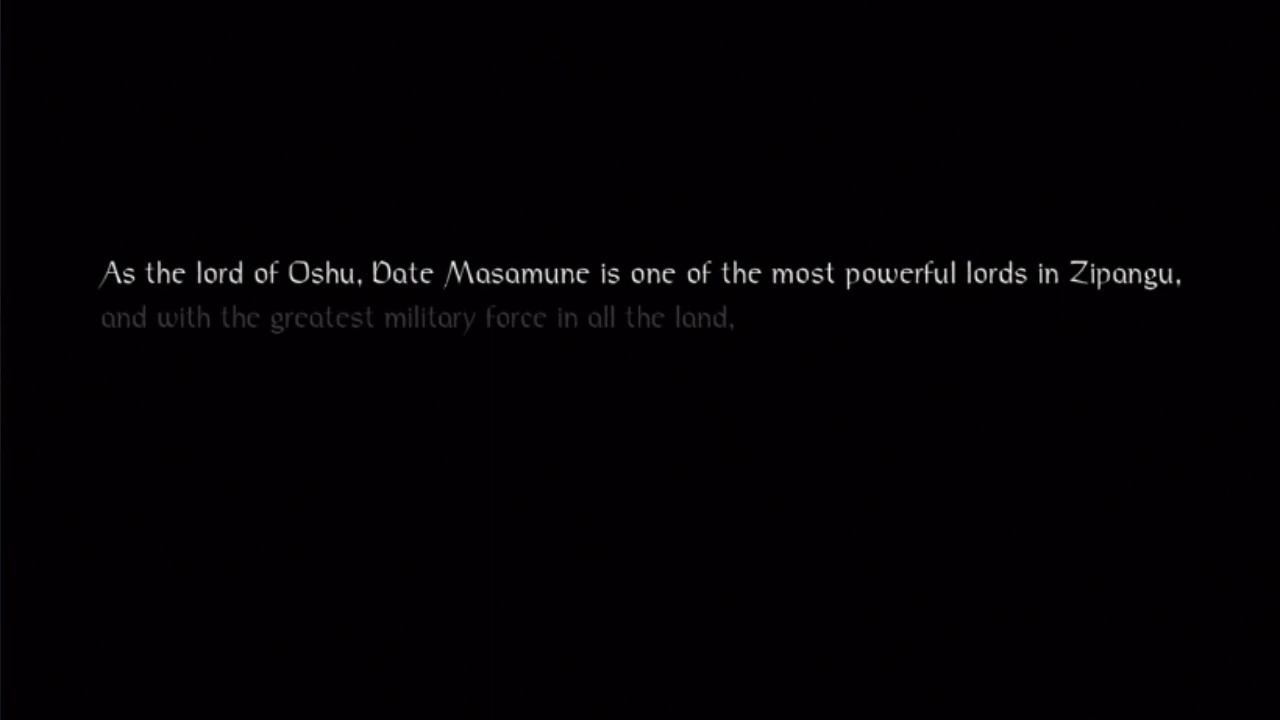 As the lord of Oshu, Date Masamune is one of the most powerful lords in Zipangu,
and with the greatest military force in all the land,